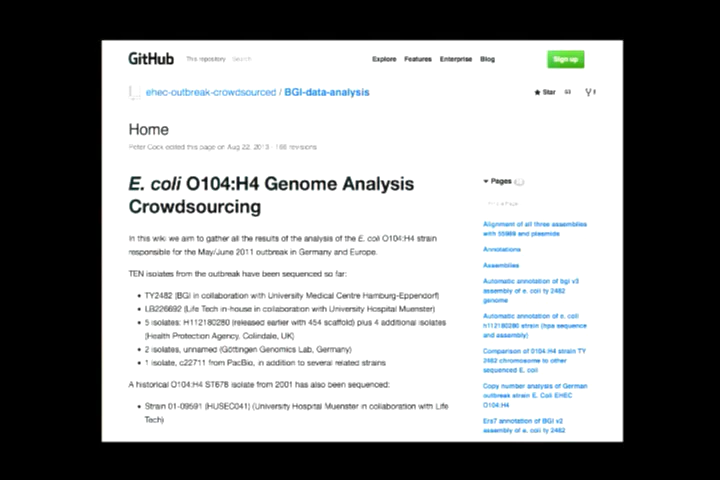 GitHub This repository Search Explore Features Enterprise Blog Sign up
ehec-outbreak-crowdsourced / BGI-data-analysis Star
Home
Peter Cock edited this page on Aug 22, 2013 · 166 revisions
E. coli O104:H4 Genome Analysis
Crowdsourcing
In this wiki we aim to gather all the results of the analysis of the E. coli O104:H4 strain
responsible for the May/June 2011 outbreak in Germany and Europe.
TEN isolates from the outbreak have been sequenced so far:
TY2482 (BGI in collaboration with University Medical Centre Hamburg-Eppendorf)
LB226692 (Life Tech in-house in collaboration with University Hospital Muenster)
5 isolates: H112180280 (released earlier with 454 scaffold) plus 4 additional isolates
(Health Protection Agency, Colindale, UK)
2 isolates, unnamed (Göttingen Genomics Lab, Germany)
1 isolate, c22711 from PacBio, in addition to several related strains
A historical O104:H4 ST678 isolate from 2001 has also been sequenced:
Strain 01-09591 (HUSEC041) (University Hospital Muenster in collaboration with Life
Tech)
Pages
Alignment of all three assemblies
with 55989 and plasmids
Annotations
Assemblies
Automatic annotation of bgi v3
assembly of e. coli ty 2482
genome
Automatic annotation of e. coli
h112180280 strain (hpa sequence
and assembly)
Comparison of O104:H4 strain TY
2482 chromosome to other
sequenced E. coli
Copy number analysis of German
outbreak strain E. Coli EHEC
O104:H4
Era7 annotation of BGI v2
assembly of e. coli ty 2482